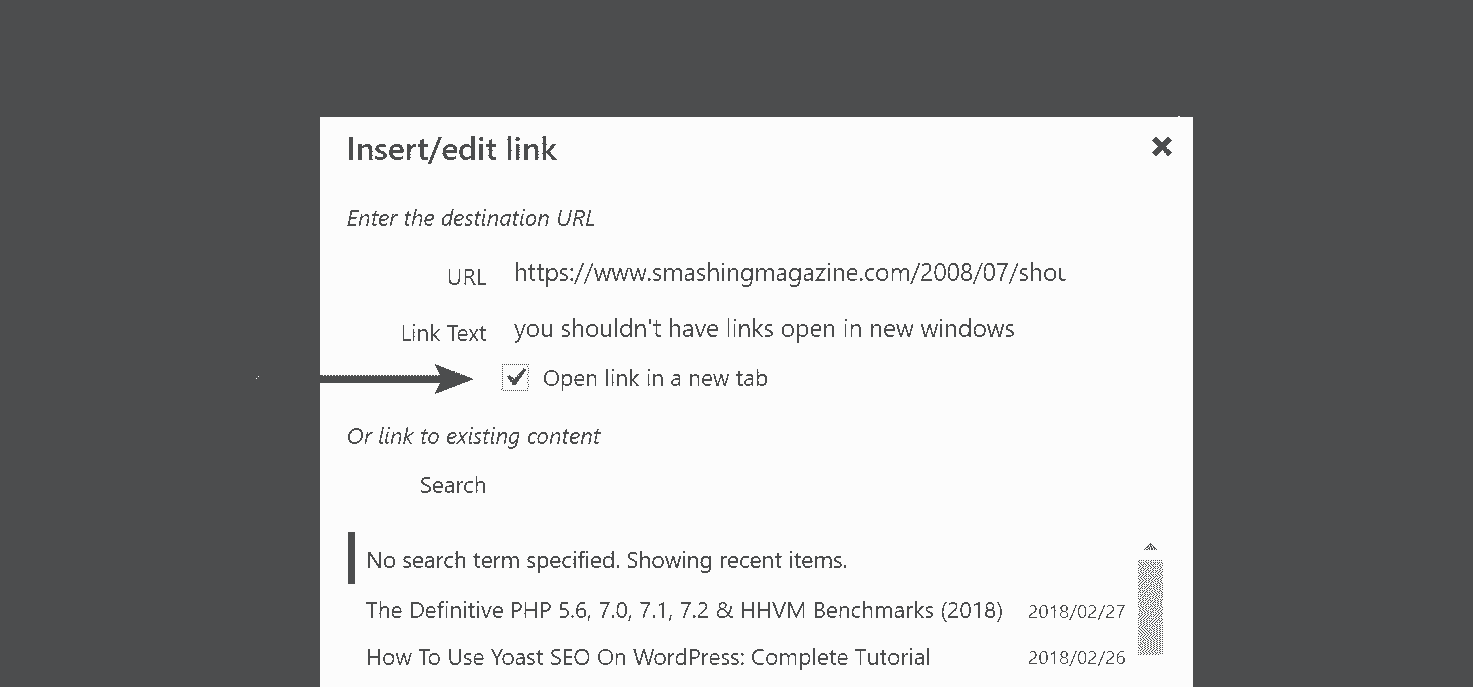 Insert/edit link
Enter the destination URL
URL https://www.smashingmagazine.com/2008/07/shou
Link Text you shouldn't have links open in new windows
Open link in a new tab
Or link to existing content
Search
No search term specified. Showing recent items.
The Definitive PHP 5.6, 7.0, 7.1, 7.2 & HHVM Benchmarks (2018) 2018/02/27
How To Use Yoast SEO On WordPress: Complete Tutorial 2018/02/26